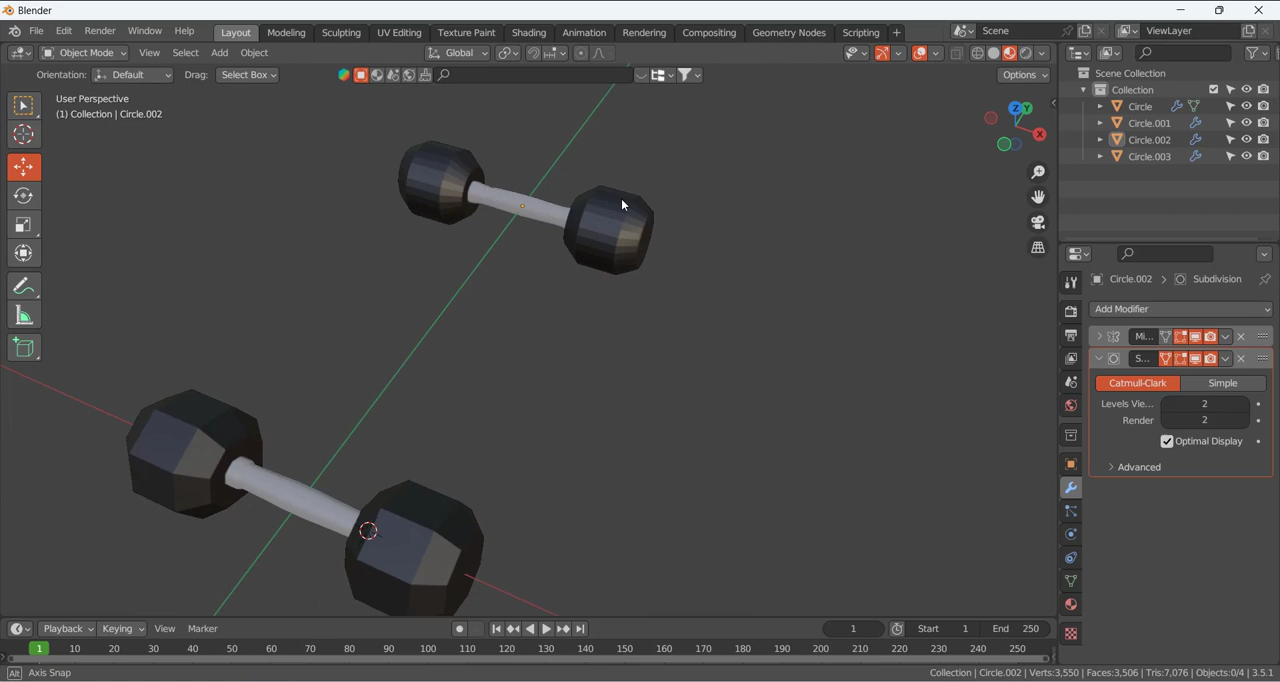 Blender
File Edit Render Window Help Layout Modeling Sculpting UV Editing Texture Paint Shading Animation Rendering Compositing Geometry Nodes Scripting + Scene ViewLayer
Object Mode View Select Add Object Global
Orientation: Default Drag: Select Box Options
User Perspective
(1) Collection | Circle.002
Z Y X
Scene Collection
Collection
Circle
Circle.001
Circle.002
Circle.003
Circle.002 > Subdivision
Add Modifier
Mi...
S...
Catmull-Clark Simple
Levels Vie... 2
Render 2
Optimal Display
Advanced
Playback Keying View Marker 1 Start 1 End 250
1 10 20 30 40 50 60 70 80 90 100 110 120 130 140 150 160 170 180 190 200 210 220 230 240 250
Alt Axis Snap Collection | Circle.002 | Verts:3,550 | Faces:3,506 | Tris:7,076 | Objects:0/4 | 3.5.1